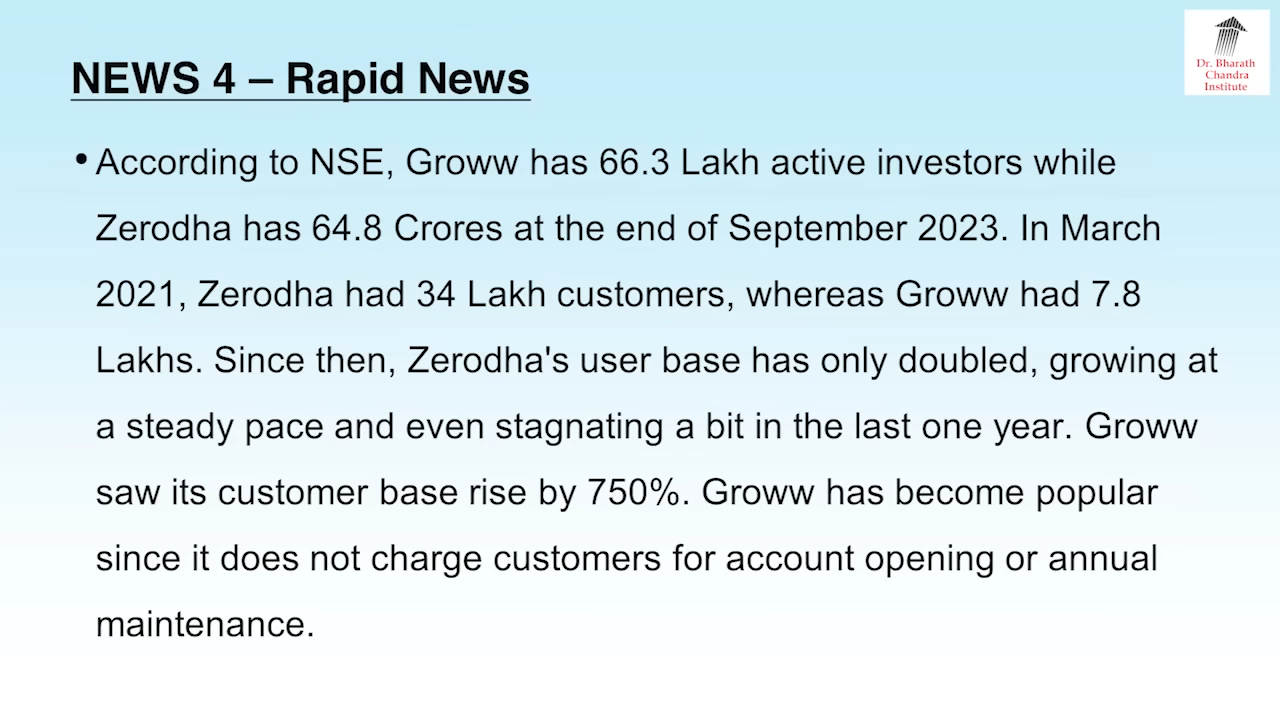 NEWS 4 – Rapid News
Dr. Bharath
Chandra
Institute
• According to NSE, Groww has 66.3 Lakh active investors while
Zerodha has 64.8 Crores at the end of September 2023. In March
2021, Zerodha had 34 Lakh customers, whereas Groww had 7.8
Lakhs. Since then, Zerodha's user base has only doubled, growing at
a steady pace and even stagnating a bit in the last one year. Groww
saw its customer base rise by 750%. Groww has become popular
since it does not charge customers for account opening or annual
maintenance.